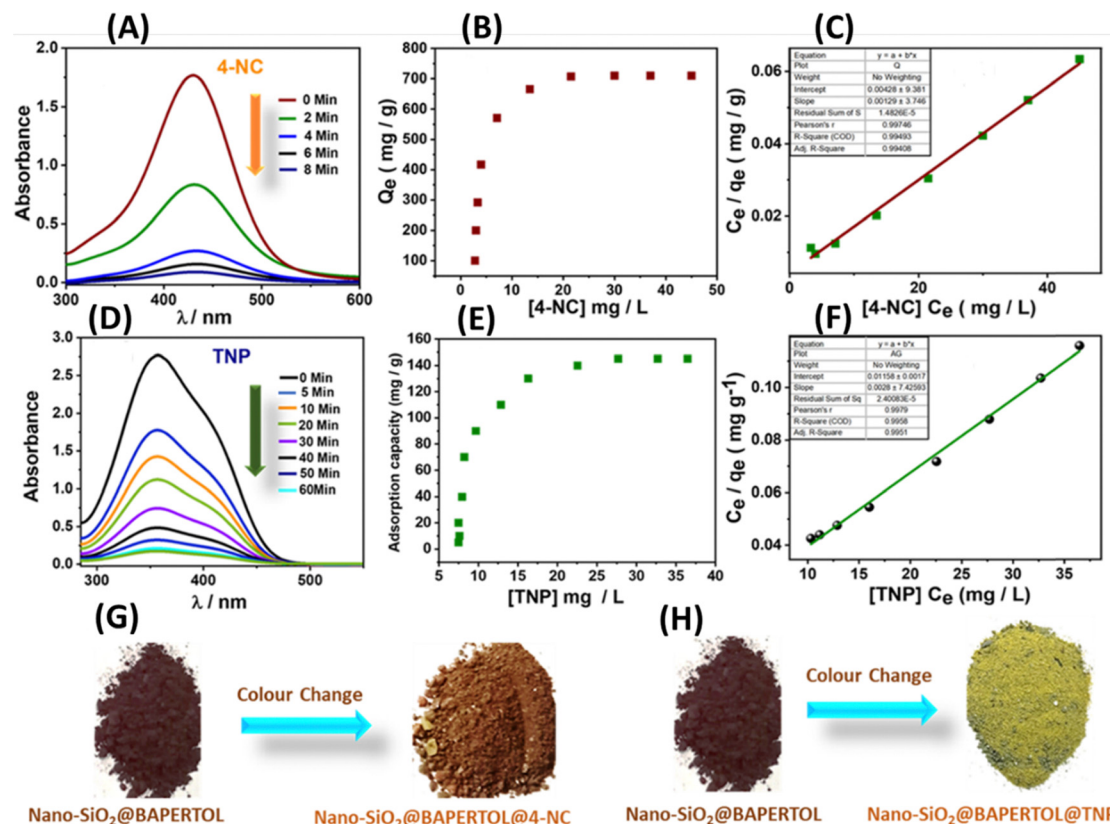 (A)
4-NC
0 Min
2 Min
4 Min
6 Min
8 Min
Absorbance
2.0
1.5
1.0
0.5
0.0
300 400 500 600
λ / nm
(B)
Qe ( mg / g)
800
700
600
500
400
300
200
100
0 10 20 30 40 50
[4-NC] mg / L
(C)
Equation y = a + b*x
Plot Q
Weight No Weighting
Intercept 0.00428 ± 9.381
Slope 0.00129 ± 3.746
Residual Sum of S 1.4826E-5
Pearson's r 0.99746
R-Square (COD) 0.99493
Adj. R-Square 0.99408
Ce / qe ( mg / g)
0.06
0.04
0.02
10 20 30 40
[4-NC] Ce ( mg / L)
(D)
TNP
0 Min
5 Min
10 Min
20 Min
30 Min
40 Min
50 Min
60Min
Absorbance
3.0
2.5
2.0
1.5
1.0
0.5
0.0
300 400 500
λ / nm
(E)
Adsorption capacity (mg / g)
160
140
120
100
80
60
40
20
0
5 10 15 20 25 30 35 40
[TNP] mg / L
(F)
Equation y = a + b*x
Plot AG
Weight No Weighting
Intercept 0.01158 ± 0.0017
Slope 0.0028 ± 7.42593
Residual Sum of Sq 2.40083E-5
Pearson's r 0.9979
R-Square (COD) 0.9958
Adj. R-Square 0.9951
Ce / qe ( mg g-1)
0.10
0.08
0.06
0.04
10 15 20 25 30 35
[TNP] Ce (mg / L)
(G)
Colour Change
Nano-SiO2@BAPERTOL
Nano-SiO2@BAPERTOL@4-NC
(H)
Colour Change
Nano-SiO2@BAPERTOL
Nano-SiO2@BAPERTOL@TNI